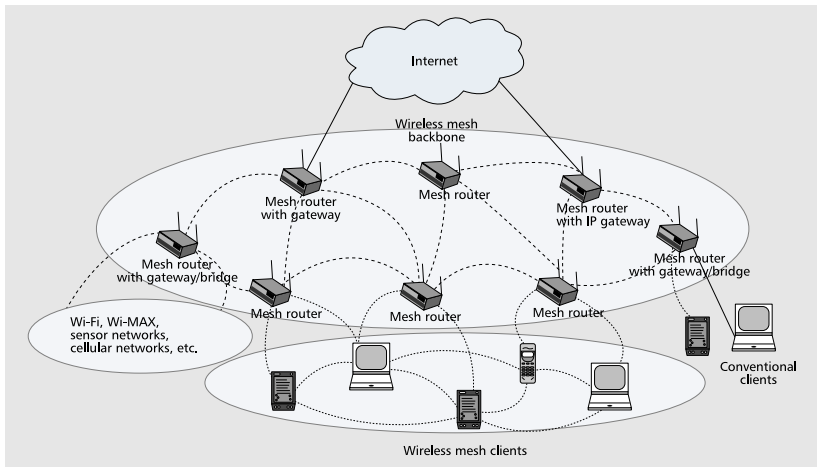 Internet
Wireless mesh
backbone
Mesh router
with gateway
Mesh router
Mesh router
with IP gateway
Mesh router
with gateway/bridge
Mesh router
with gateway/bridge
Mesh router
Mesh router
Mesh router
Wi-Fi, Wi-MAX,
sensor networks,
cellular networks, etc.
Conventional
clients
Wireless mesh clients